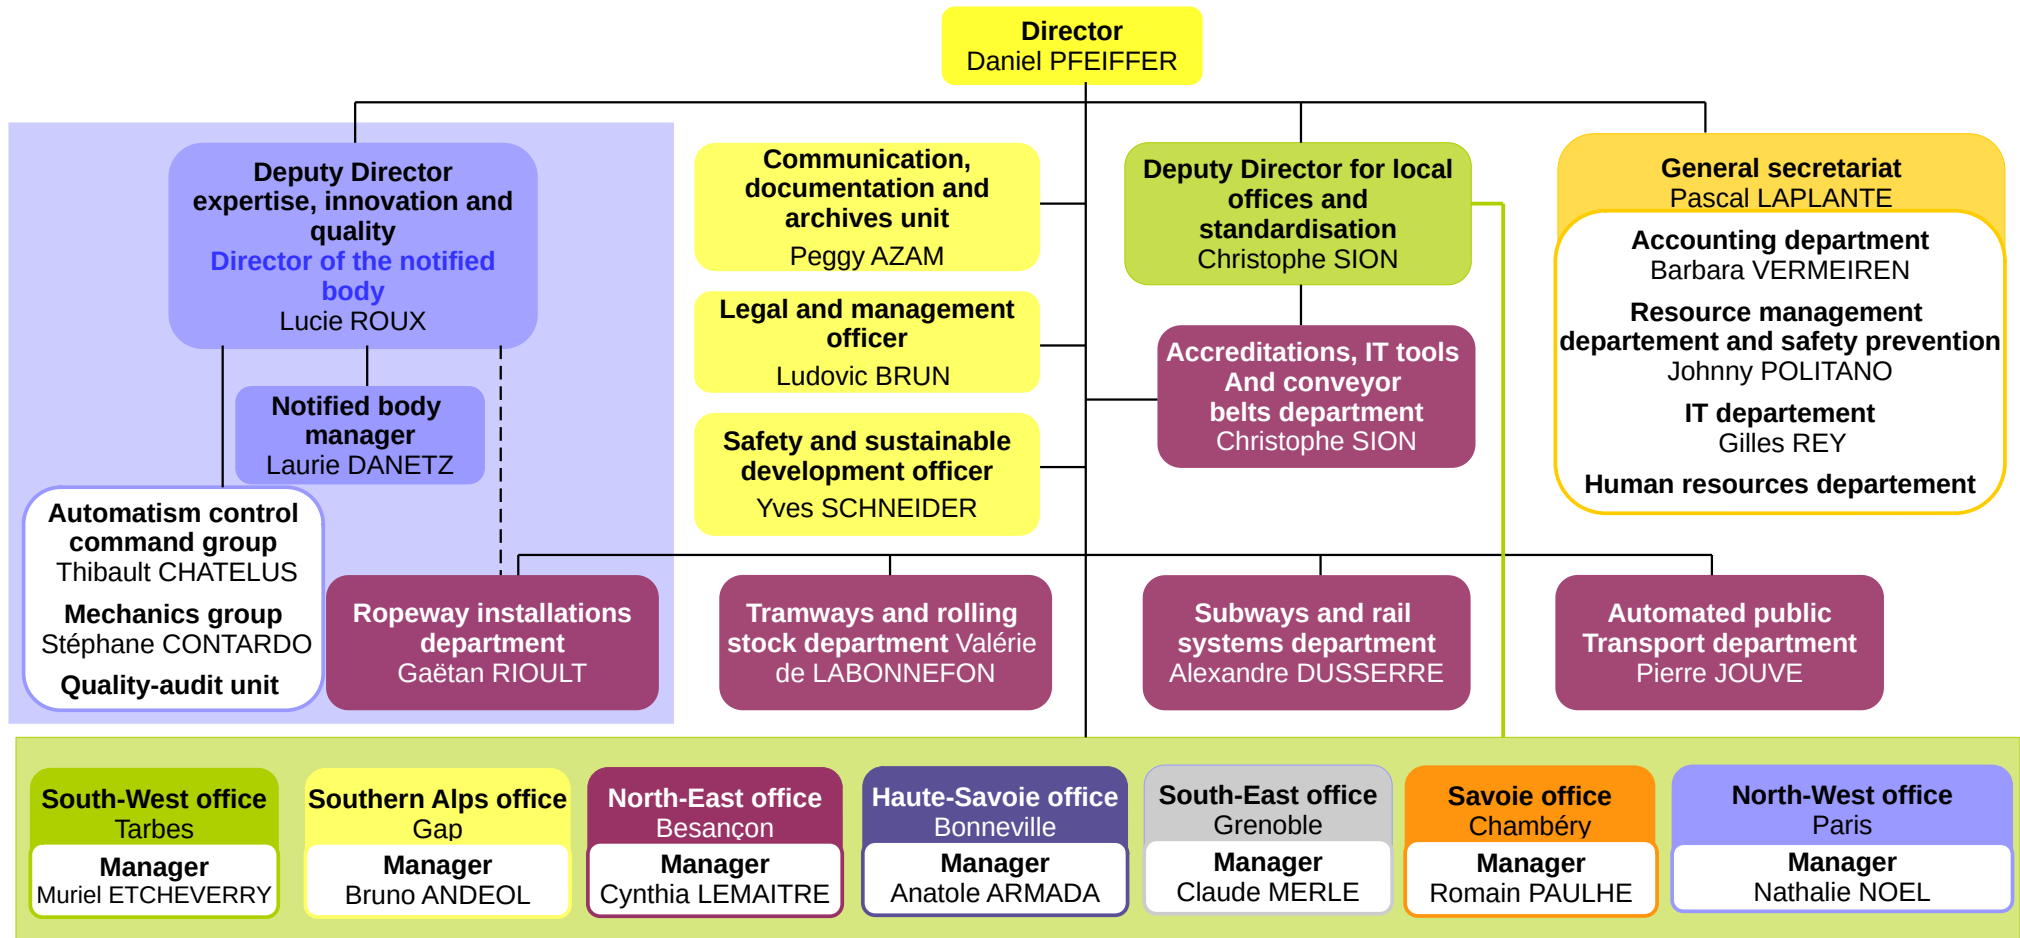 Director
Daniel PFEIFFER
Deputy Director
expertise, innovation and
quality
Director of the notified
body
Lucie ROUX
Communication,
documentation and
archives unit
Peggy AZAM
Deputy Director for local
offices and
standardisation
Christophe SION
General secretariat
Pascal LAPLANTE
Accounting department
Barbara VERMEIREN
Resource management
departement and safety prevention
Johnny POLITANO
IT departement
Gilles REY
Human resources departement
Legal and management
officer
Ludovic BRUN
Accreditations, IT tools
And conveyor
belts department
Christophe SION
Notified body
manager
Laurie DANETZ
Safety and sustainable
development officer
Yves SCHNEIDER
Automatism control
command group
Thibault CHATELUS
Mechanics group
Stéphane CONTARDO
Quality-audit unit
Ropeway installations
department
Gaëtan RIOULT
Tramways and rolling
stock department Valérie
de LABONNEFON
Subways and rail
systems department
Alexandre DUSSERRE
Automated public
Transport department
Pierre JOUVE
South-West office
Tarbes
Manager
Muriel ETCHEVERRY
Southern Alps office
Gap
Manager
Bruno ANDEOL
North-East office
Besançon
Manager
Cynthia LEMAITRE
Haute-Savoie office
Bonneville
Manager
Anatole ARMADA
South-East office
Grenoble
Manager
Claude MERLE
Savoie office
Chambéry
Manager
Romain PAULHE
North-West office
Paris
Manager
Nathalie NOEL